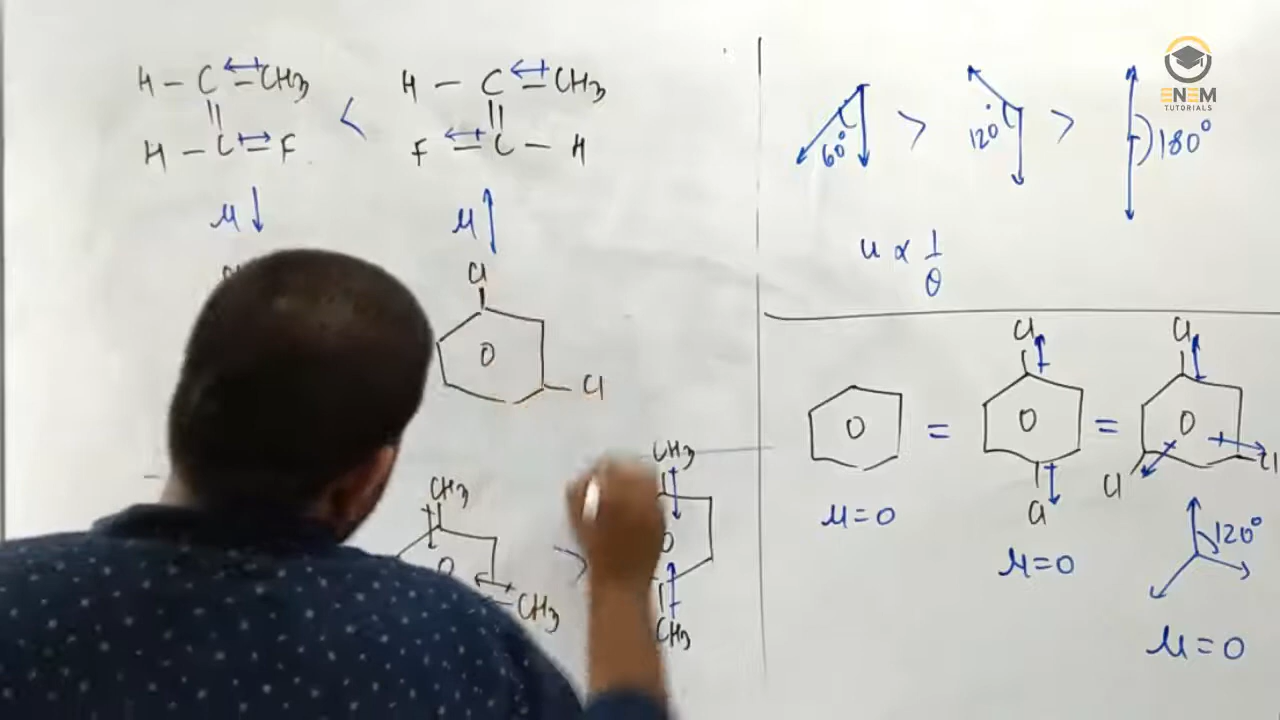 ENEM
TUTORIALS
H – C – CH3
H – C – F
<
H – C – CH3
F – C – H
μ ↓
μ ↑
Cl
Cl
CH3
CH3
>
CH3
CH3
60°
>
120°
>
180°
μ ∝ 1/θ
=
Cl
Cl
=
Cl
Cl
Cl
μ = 0
μ = 0
120°
μ = 0